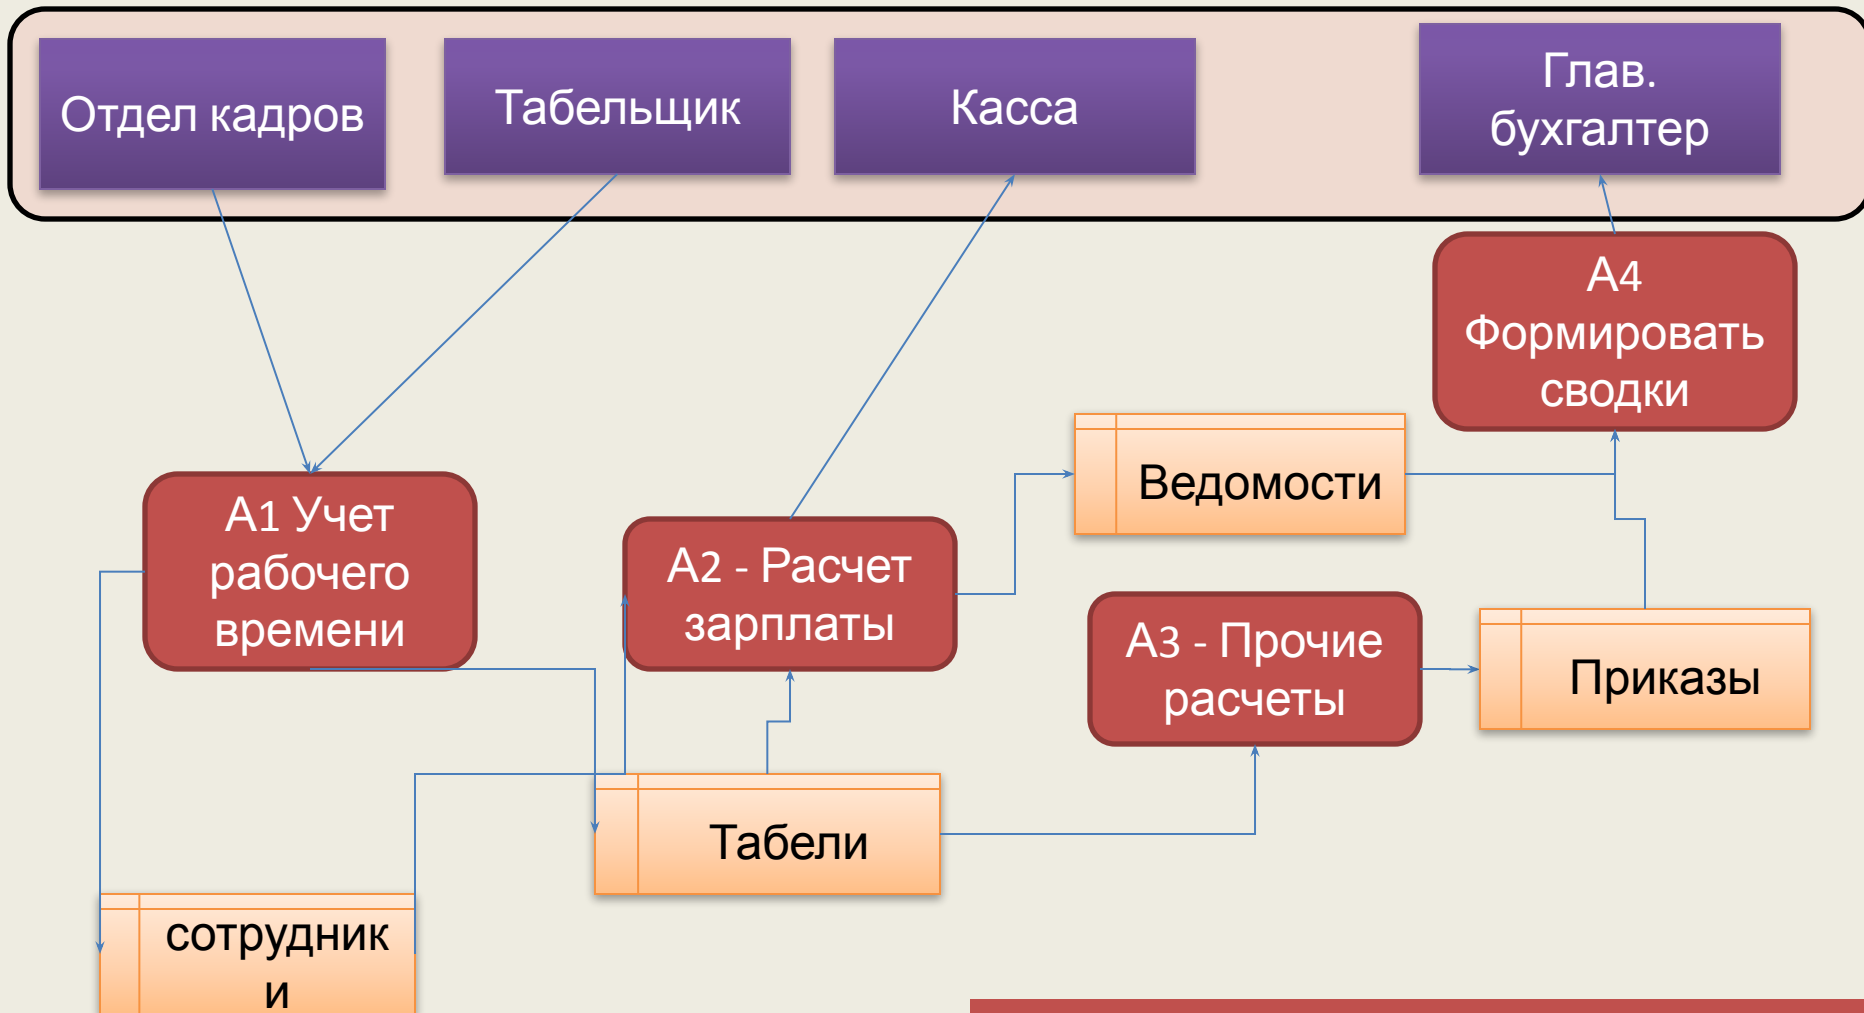 Отдел кадров
Табельщик
Касса
Глав.
бухгалтер
А4
Формировать
сводки
Ведомости
А1 Учет
рабочего
времени
А2 - Расчет
зарплаты
А3 - Прочие
расчеты
Приказы
Табели
сотрудник
и